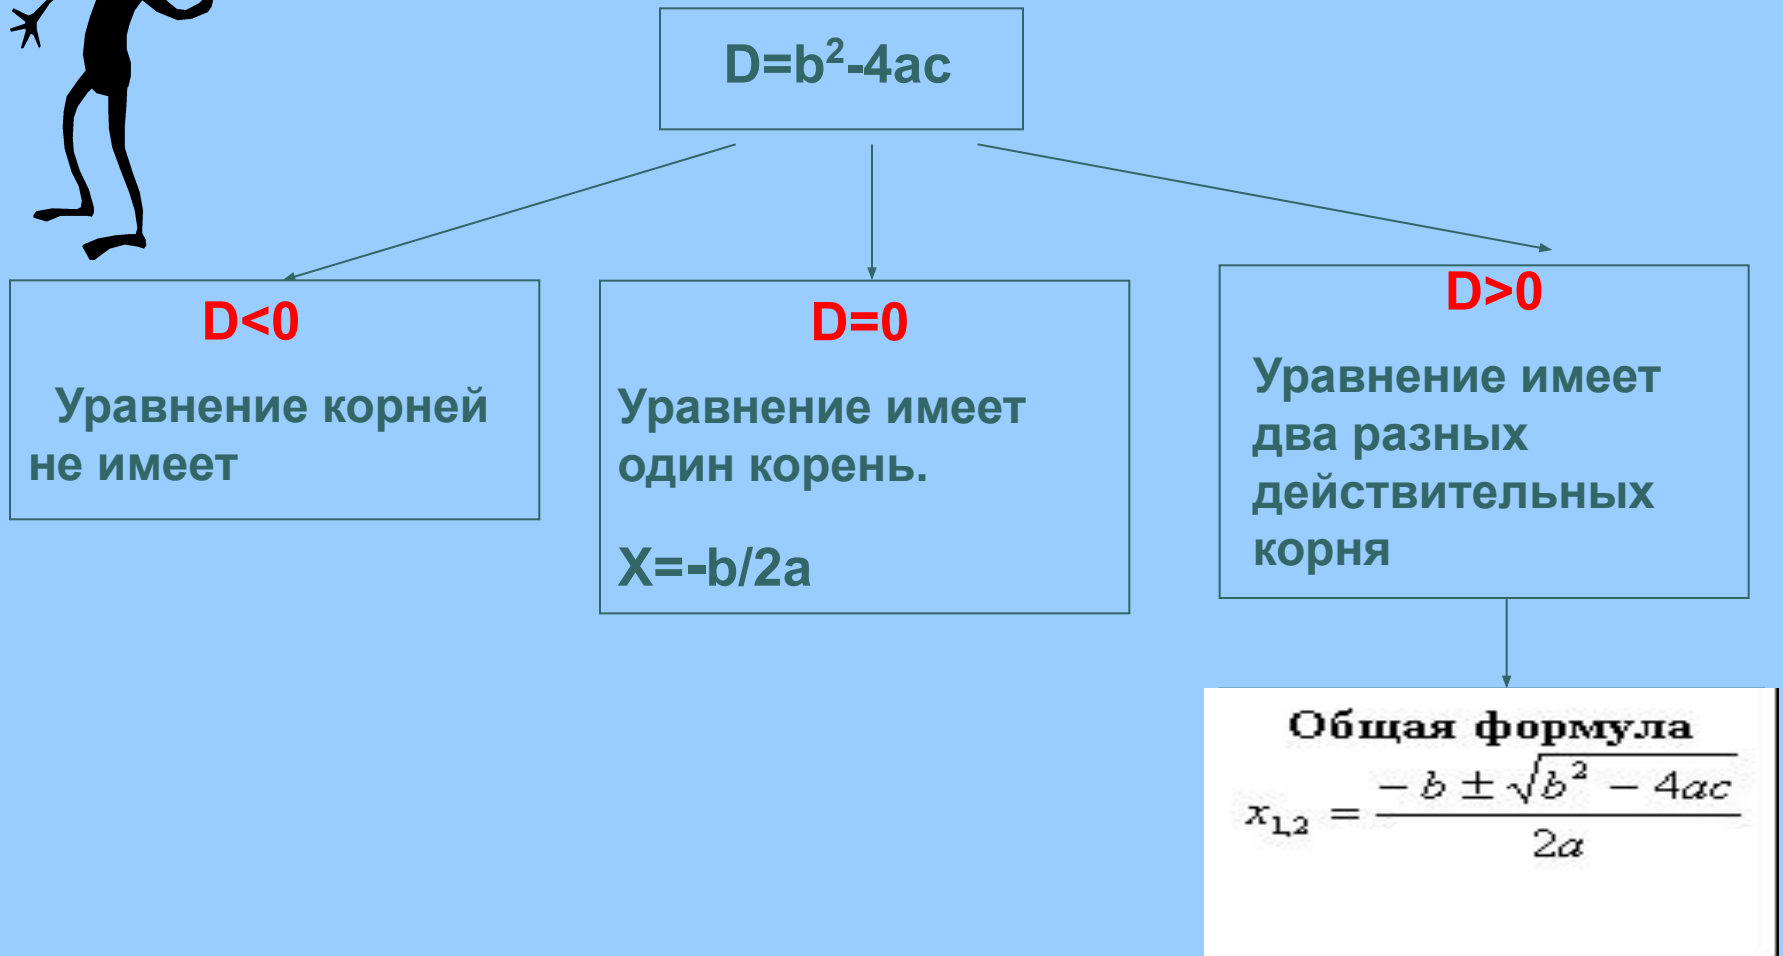 D=b²-4ac
D<0
Уравнение корней
не имеет
D=0
Уравнение имеет
один корень.
X=-b/2a
D>0
Уравнение имеет
два разных
действительных
корня
Общая формула
x₁,₂ = (-b ± √(b² - 4ac)) / 2a